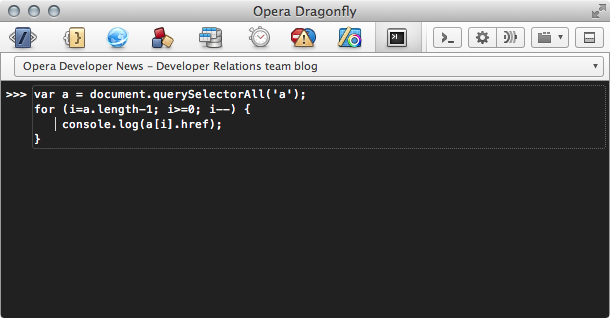 Opera Dragonfly
Opera Developer News – Developer Relations team blog
>>> var a = document.querySelectorAll('a');
for (i=a.length-1; i>=0; i--) {
console.log(a[i].href);
}